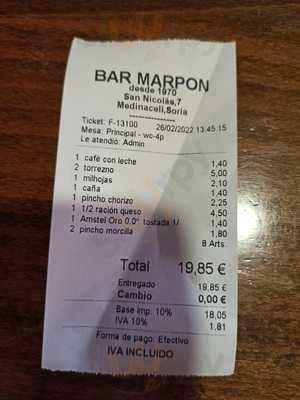 BAR MARPON
desde 1970
San Nicolás,7
Medinaceli,Soria
Ticket: F-13100 26/02/2022 13:45:15
Mesa: Principal - wc-4p
Le atendió: Admin
1 café con leche 1,40
2 torrezno 5,00
1 milhojas 2,10
1 caña 1,40
1 pincho chorizo 2,25
1 1/2 ración queso 4,50
1 Amstel Oro 0,0° tostada 1/ 1,40
2 pincho morcilla 1,80
8 Arts.
Total 19,85 €
Entregado 19,85 €
Cambio 0,00 €
Base imp. 10% 18,05
IVA 10% 1,81
Forma de pago: Efectivo
IVA INCLUIDO